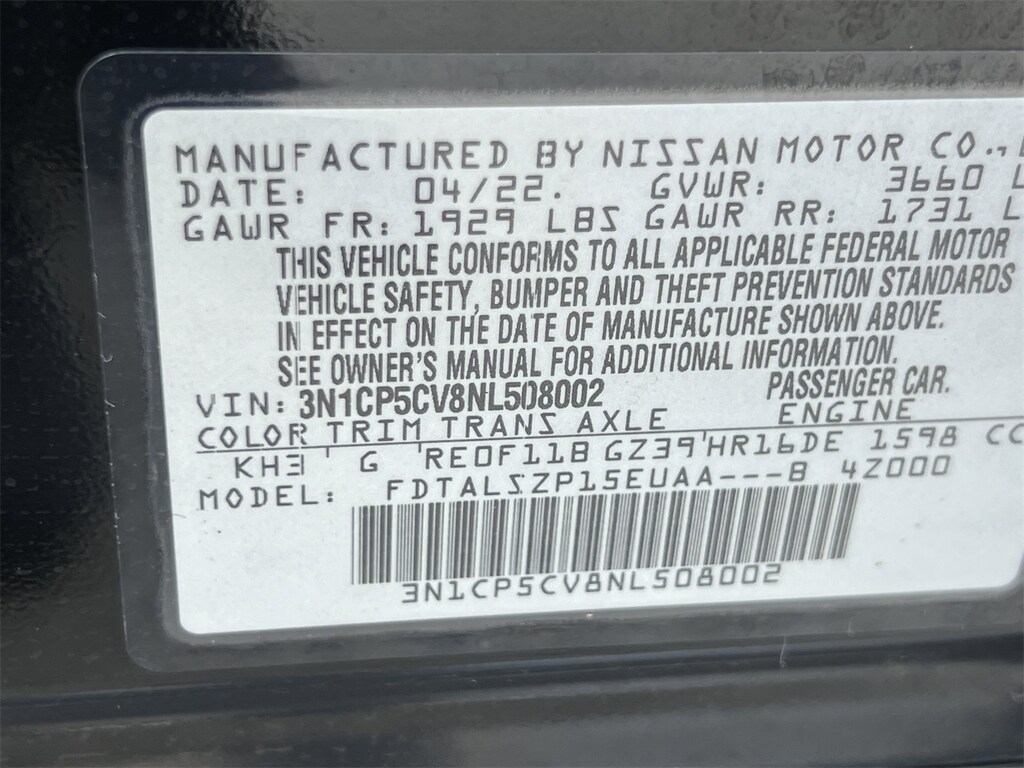 MANUFACTURED BY NISSAN MOTOR CO.,
DATE: 04/22. GVWR: 3660 L
GAWR FR: 1929 LBS GAWR RR: 1731 L
THIS VEHICLE CONFORMS TO ALL APPLICABLE FEDERAL MOTOR
VEHICLE SAFETY, BUMPER AND THEFT PREVENTION STANDARDS
IN EFFECT ON THE DATE OF MANUFACTURE SHOWN ABOVE.
SEE OWNER'S MANUAL FOR ADDITIONAL INFORMATION.
VIN: 3N1CP5CV8NL508002 PASSENGER CAR.
COLOR TRIM TRANS AXLE ENGINE
KH3 ' G 'RE0F11B GZ39'HR16DE 1598 CC
MODEL: FDTALSZP15EUAA---B 4Z000
3N1CP5CV8NL508002